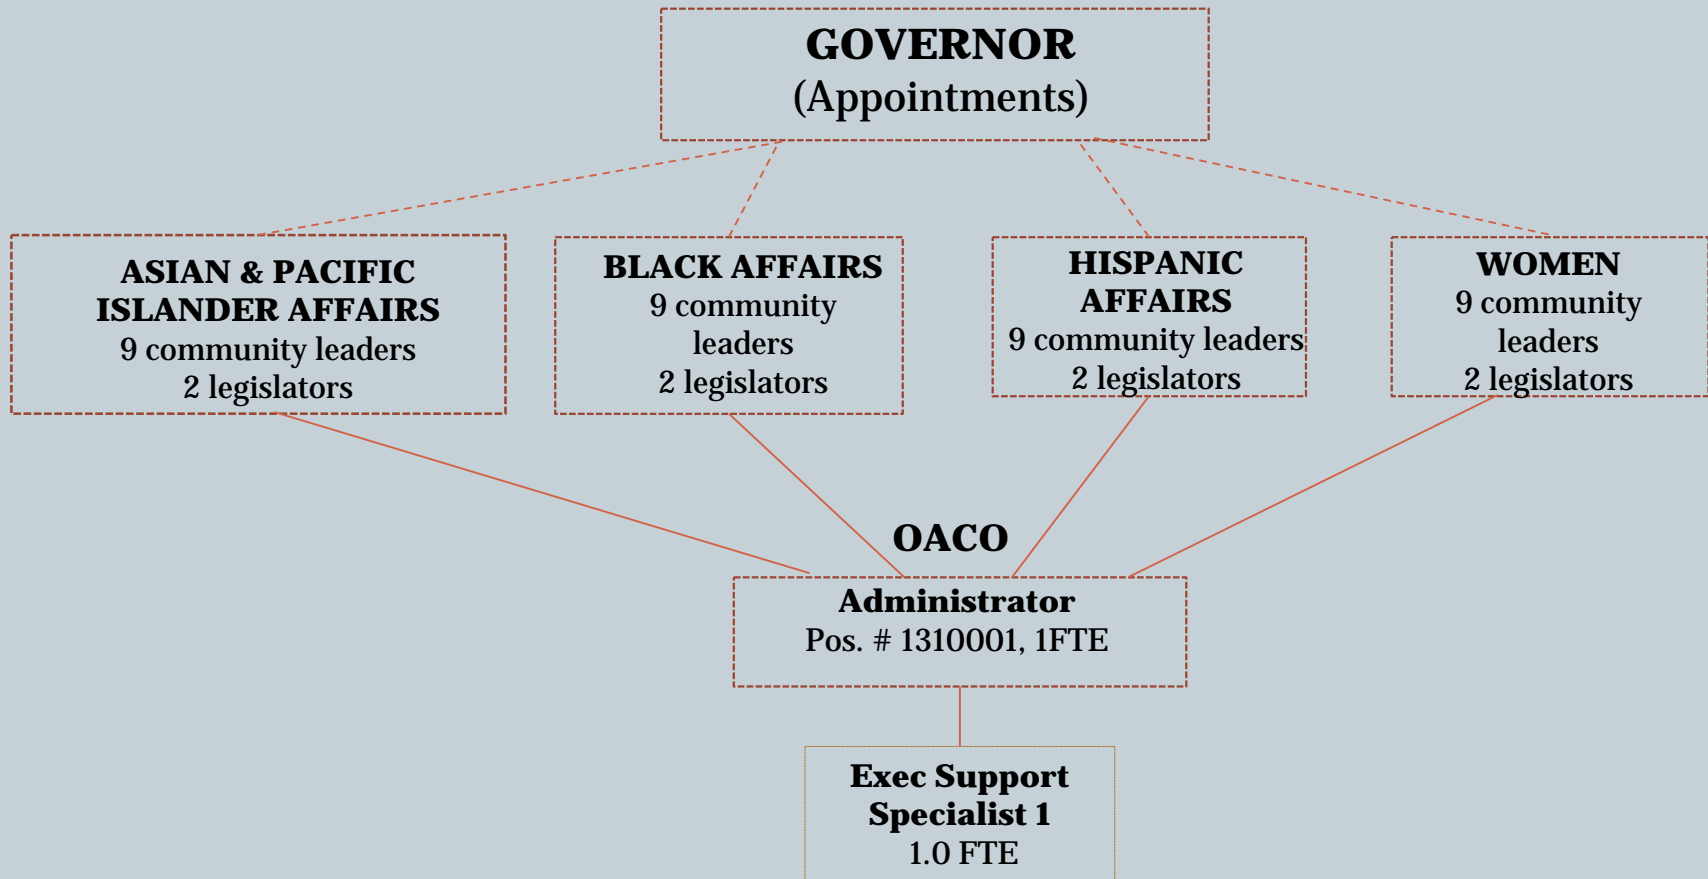 GOVERNOR
(Appointments)
ASIAN & PACIFIC
ISLANDER AFFAIRS
9 community leaders
2 legislators
BLACK AFFAIRS
9 community
leaders
2 legislators
HISPANIC
AFFAIRS
9 community leaders
2 legislators
WOMEN
9 community
leaders
2 legislators
OACO
Administrator
Pos. # 1310001, 1FTE
Exec Support
Specialist 1
1.0 FTE